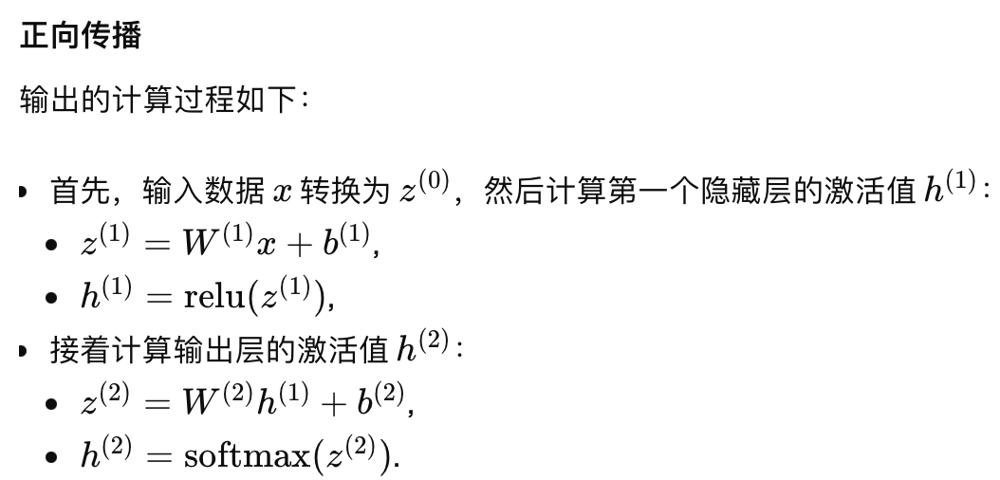 正向传播
输出的计算过程如下：
首先，输入数据 x 转换为 z^{(0)}，然后计算第一个隐藏层的激活值 h^{(1)}：
z^{(1)} = W^{(1)}x + b^{(1)},
h^{(1)} = relu(z^{(1)}),
接着计算输出层的激活值 h^{(2)}：
z^{(2)} = W^{(2)}h^{(1)} + b^{(2)},
h^{(2)} = softmax(z^{(2)}).